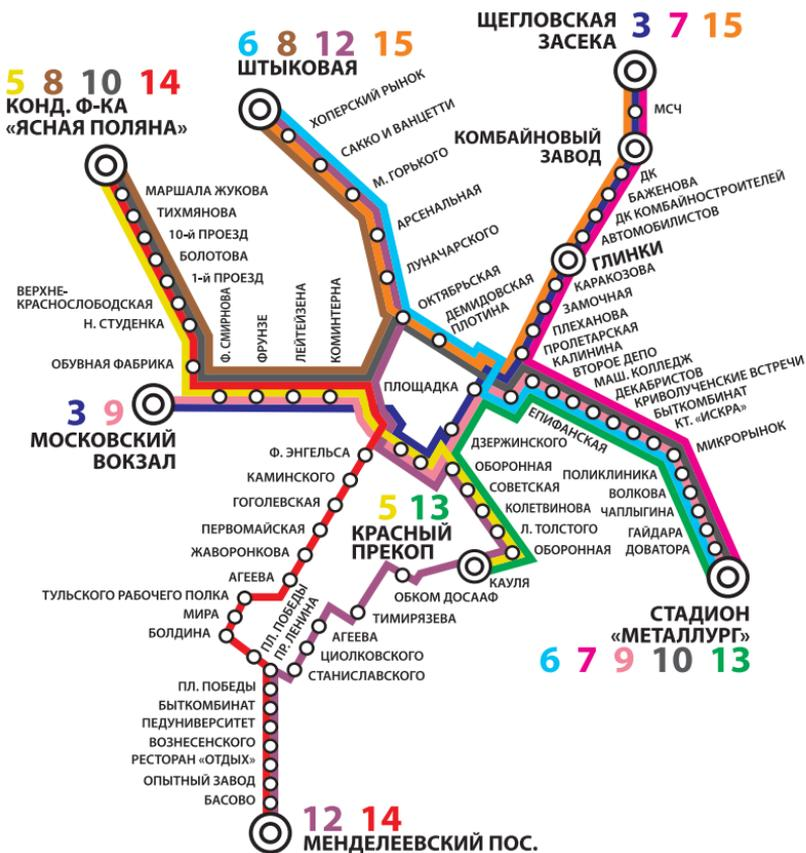 ЩЕГЛОВСКАЯ
ЗАСЕКА
3 7 15
6 8 12 15
ШТЫКОВАЯ
5 8 10 14
КОНД. Ф-КА
«ЯСНАЯ ПОЛЯНА»
ХОПЕРСКИЙ РЫНОК
САККО И ВАНЦЕТТИ
М. ГОРЬКОГО
АРСЕНАЛЬНАЯ
ЛУНАЧАРСКОГО
ОКТЯБРЬСКАЯ
ДЕМИДОВСКАЯ
ПЛОТИНА
МСЧ
КОМБАЙНОВЫЙ
ЗАВОД
ДК
БАЖЕНОВА
ДК КОМБАЙНОСТРОИТЕЛЕЙ
АВТОМОБИЛИСТОВ
ГЛИНКИ
КАРАКОЗОВА
ЗАМОЧНАЯ
ПЛЕХАНОВА
ПРОЛЕТАРСКАЯ
КАЛИНИНА
ВТОРОЕ ДЕПО
МАШ. КОЛЛЕДЖ
ДЕКАБРИСТОВ
КРИВОЛУЧЕНСКИЕ ВСТРЕЧИ
БЫТКОМБИНАТ
КТ. «ИСКРА»
МИКРОРЫНОК
МАРШАЛА ЖУКОВА
ТИХМЯНОВА
10-й ПРОЕЗД
БОЛОТОВА
1-й ПРОЕЗД
ВЕРХНЕ-
КРАСНОСЛОБОДСКАЯ
Н. СТУДЕНКА
ОБУВНАЯ ФАБРИКА
Ф. СМИРНОВА
ФРУНЗЕ
ЛЕЙТЕЙЗЕНА
КОМИНТЕРНА
ПЛОЩАДКА
3 9
МОСКОВСКИЙ
ВОКЗАЛ
ЕПИФАНСКАЯ
ДЗЕРЖИНСКОГО
ОБОРОННАЯ
СОВЕТСКАЯ
КОЛЕТВИНОВА
Л. ТОЛСТОГО
ОБОРОННАЯ
ПОЛИКЛИНИКА
ВОЛКОВА
ЧАПЛЫГИНА
ГАЙДАРА
ДОВАТОРА
Ф. ЭНГЕЛЬСА
КАМИНСКОГО
ГОГОЛЕВСКАЯ
ПЕРВОМАЙСКАЯ
ЖАВОРОНКОВА
АГЕЕВА
ТУЛЬСКОГО РАБОЧЕГО ПОЛКА
МИРА
БОЛДИНА
5 13
КРАСНЫЙ
ПРЕКОП
КАУЛЯ
ОБКОМ ДОСААФ
ТИМИРЯЗЕВА
АГЕЕВА
ЦИОЛКОВСКОГО
СТАНИСЛАВСКОГО
ПЛ. ПОБЕДЫ
ПР. ЛЕНИНА
СТАДИОН
«МЕТАЛЛУРГ»
6 7 9 10 13
ПЛ. ПОБЕДЫ
БЫТКОМБИНАТ
ПЕДУНИВЕРСИТЕТ
ВОЗНЕСЕНСКОГО
РЕСТОРАН «ОТДЫХ»
ОПЫТНЫЙ ЗАВОД
БАСОВО
12 14
МЕНДЕЛЕЕВСКИЙ ПОС.